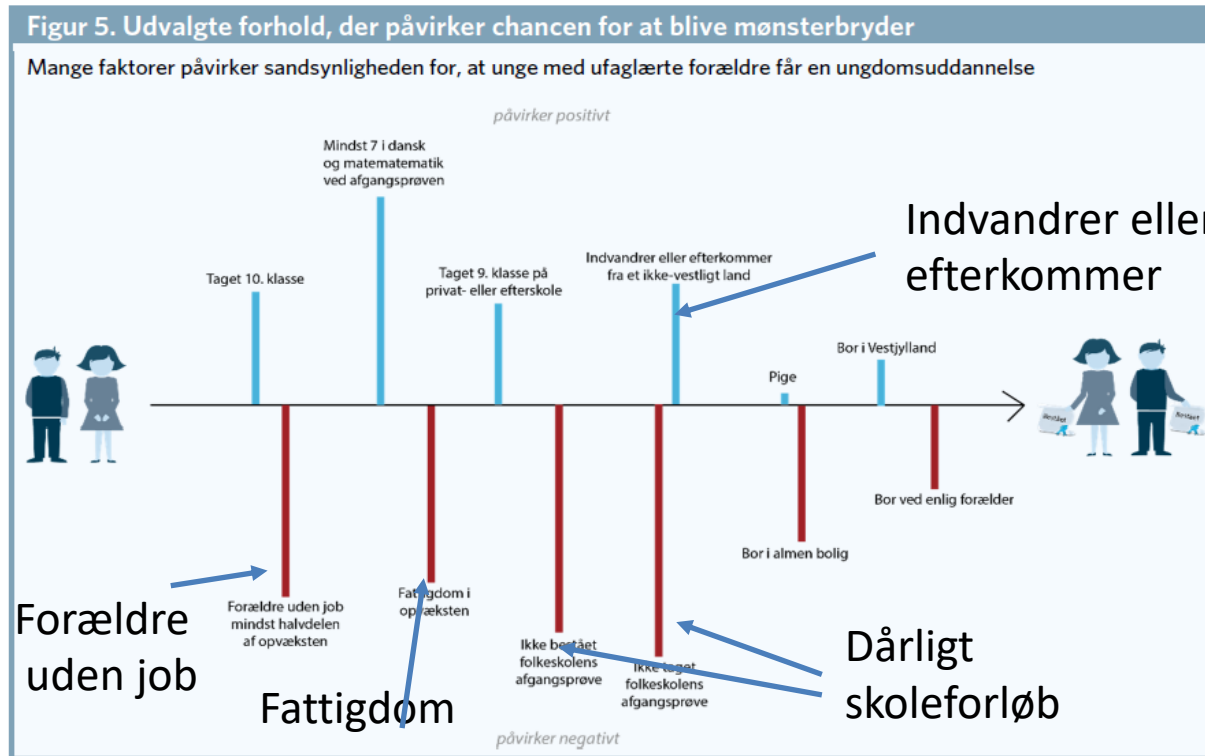 Figur 5. Udvalgte forhold, der påvirker chancen for at blive mønsterbryder
Mange faktorer påvirker sandsynligheden for, at unge med ufaglærte forældre får en ungdomsuddannelse
påvirker positivt
Mindst 7 i dansk
og matematematik
ved afgangsprøven
Taget 10. klasse
Taget 9. klasse på
privat- eller efterskole
Indvandrer eller efterkommer
fra et ikke-vestligt land
Indvandrer eller
efterkommer
Pige
Bor i Vestjylland
Bestået
Bestået
Forældre uden job
mindst halvdelen
af opvæksten
Fattigdom i
opvæksten
Ikke bestået
folkeskolens
afgangsprøve
Ikke taget
folkeskolens
afgangsprøve
Bor i almen bolig
Bor ved enlig forælder
Forældre
uden job
Fattigdom
Dårligt
skoleforløb
påvirker negativt